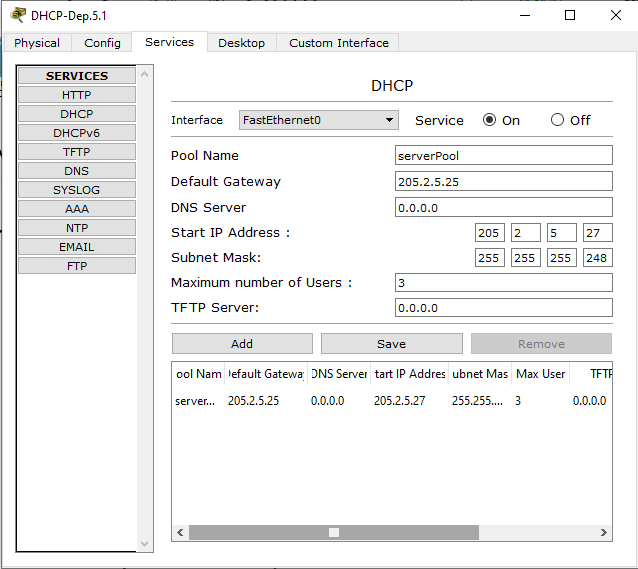 DHCP-Dep.5.1
Physical Config Services Desktop Custom Interface
SERVICES
HTTP
DHCP
DHCPv6
TFTP
DNS
SYSLOG
AAA
NTP
EMAIL
FTP
DHCP
Interface FastEthernet0 Service On Off
Pool Name serverPool
Default Gateway 205.2.5.25
DNS Server 0.0.0.0
Start IP Address : 205 2 5 27
Subnet Mask: 255 255 255 248
Maximum number of Users : 3
TFTP Server: 0.0.0.0
Add Save Remove
ool Nam efault Gateway DNS Server tart IP Addres ubnet Mas Max User TFTP
server... 205.2.5.25 0.0.0.0 205.2.5.27 255.255.... 3 0.0.0.0